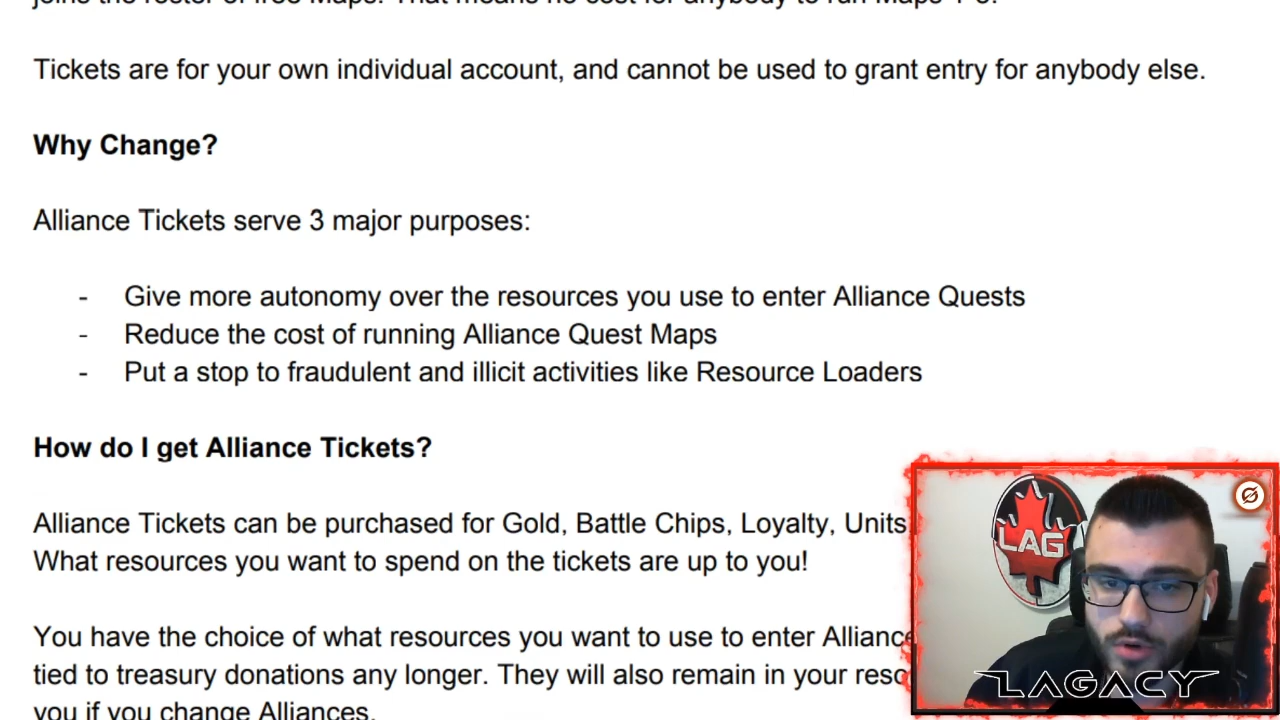 Tickets are for your own individual account, and cannot be used to grant entry for anybody else.
Why Change?
Alliance Tickets serve 3 major purposes:
- Give more autonomy over the resources you use to enter Alliance Quests
- Reduce the cost of running Alliance Quest Maps
- Put a stop to fraudulent and illicit activities like Resource Loaders
How do I get Alliance Tickets?
Alliance Tickets can be purchased for Gold, Battle Chips, Loyalty, Units
What resources you want to spend on the tickets are up to you!
You have the choice of what resources you want to use to enter Alliance
tied to treasury donations any longer. They will also remain in your
you if you change Alliances.
LAG
LAGACY